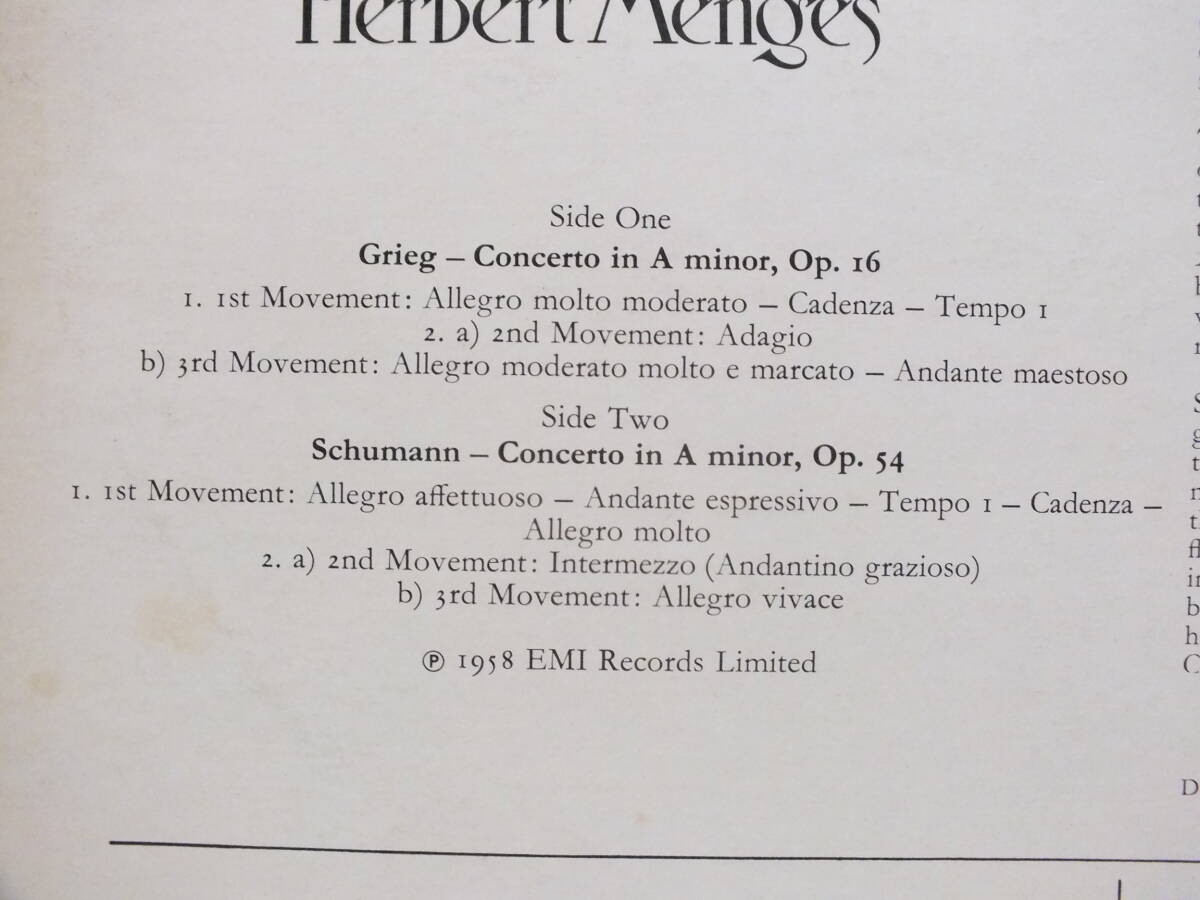 Herbert Menges
Side One
Grieg – Concerto in A minor, Op. 16
1. 1st Movement: Allegro molto moderato – Cadenza – Tempo 1
2. a) 2nd Movement: Adagio
b) 3rd Movement: Allegro moderato molto e marcato – Andante maestoso
Side Two
Schumann – Concerto in A minor, Op. 54
1. 1st Movement: Allegro affettuoso – Andante espressivo – Tempo 1 – Cadenza –
Allegro molto
2. a) 2nd Movement: Intermezzo (Andantino grazioso)
b) 3rd Movement: Allegro vivace
℗ 1958 EMI Records Limited